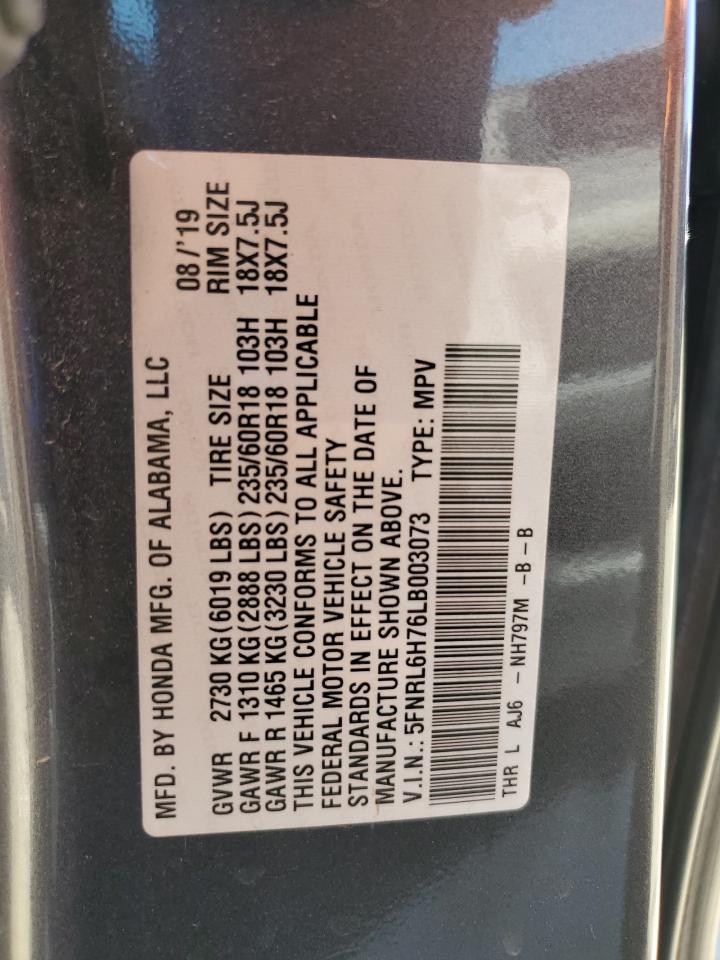 MFD. BY HONDA MFG. OF ALABAMA, LLC 08/'19
GVWR 2730 KG(6019 LBS) TIRE SIZE RIM SIZE
GAWR F 1310 KG(2888 LBS)235/60R18 103H 18X7.5J
GAWR R 1465 KG(3230 LBS)235/60R18 103H 18X7.5J
THIS VEHICLE CONFORMS TO ALL APPLICABLE
FEDERAL MOTOR VEHICLE SAFETY
STANDARDS IN EFFECT ON THE DATE OF
MANUFACTURE SHOWN ABOVE.
V.I.N.: 5FNRL6H76LB003073 TYPE: MPV
THR L AJ6 -NH797M -B-B